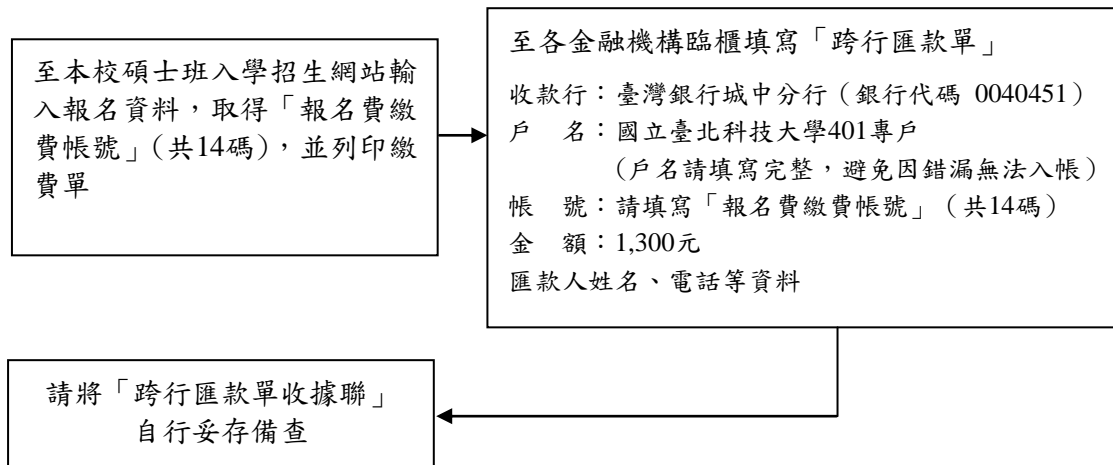 至本校碩士班入學招生網站輸
入報名資料，取得「報名費繳
費帳號」（共14碼），並列印繳
費單
至各金融機構臨櫃填寫「跨行匯款單」
收款行：臺灣銀行城中分行（銀行代碼 0040451）
戶　名：國立臺北科技大學401專戶
（戶名請填寫完整，避免因錯漏無法入帳）
帳　號：請填寫「報名費繳費帳號」（共14碼）
金　額：1,300元
匯款人姓名、電話等資料
請將「跨行匯款單收據聯」
自行妥存備查